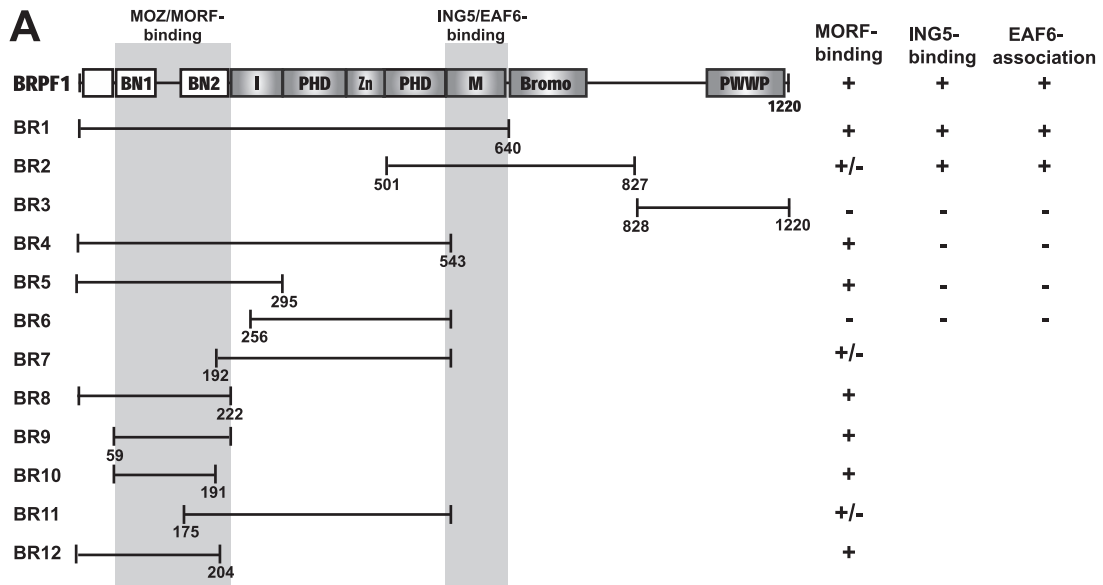 A
MOZ/MORF-
binding
ING5/EAF6-
binding
MORF-
binding
ING5-
binding
EAF6-
association
BRPF1 BN1 BN2 I PHD Zn PHD M Bromo PWWP + + +
1220
BR1 + + +
640
BR2 +/- + +
501 827
BR3 - - -
828 1220
BR4 + - -
543
BR5 + - -
295
BR6 - - -
256
BR7 +/-
192
BR8 +
222
BR9 +
59
BR10 +
191
BR11 +/-
175
BR12 +
204